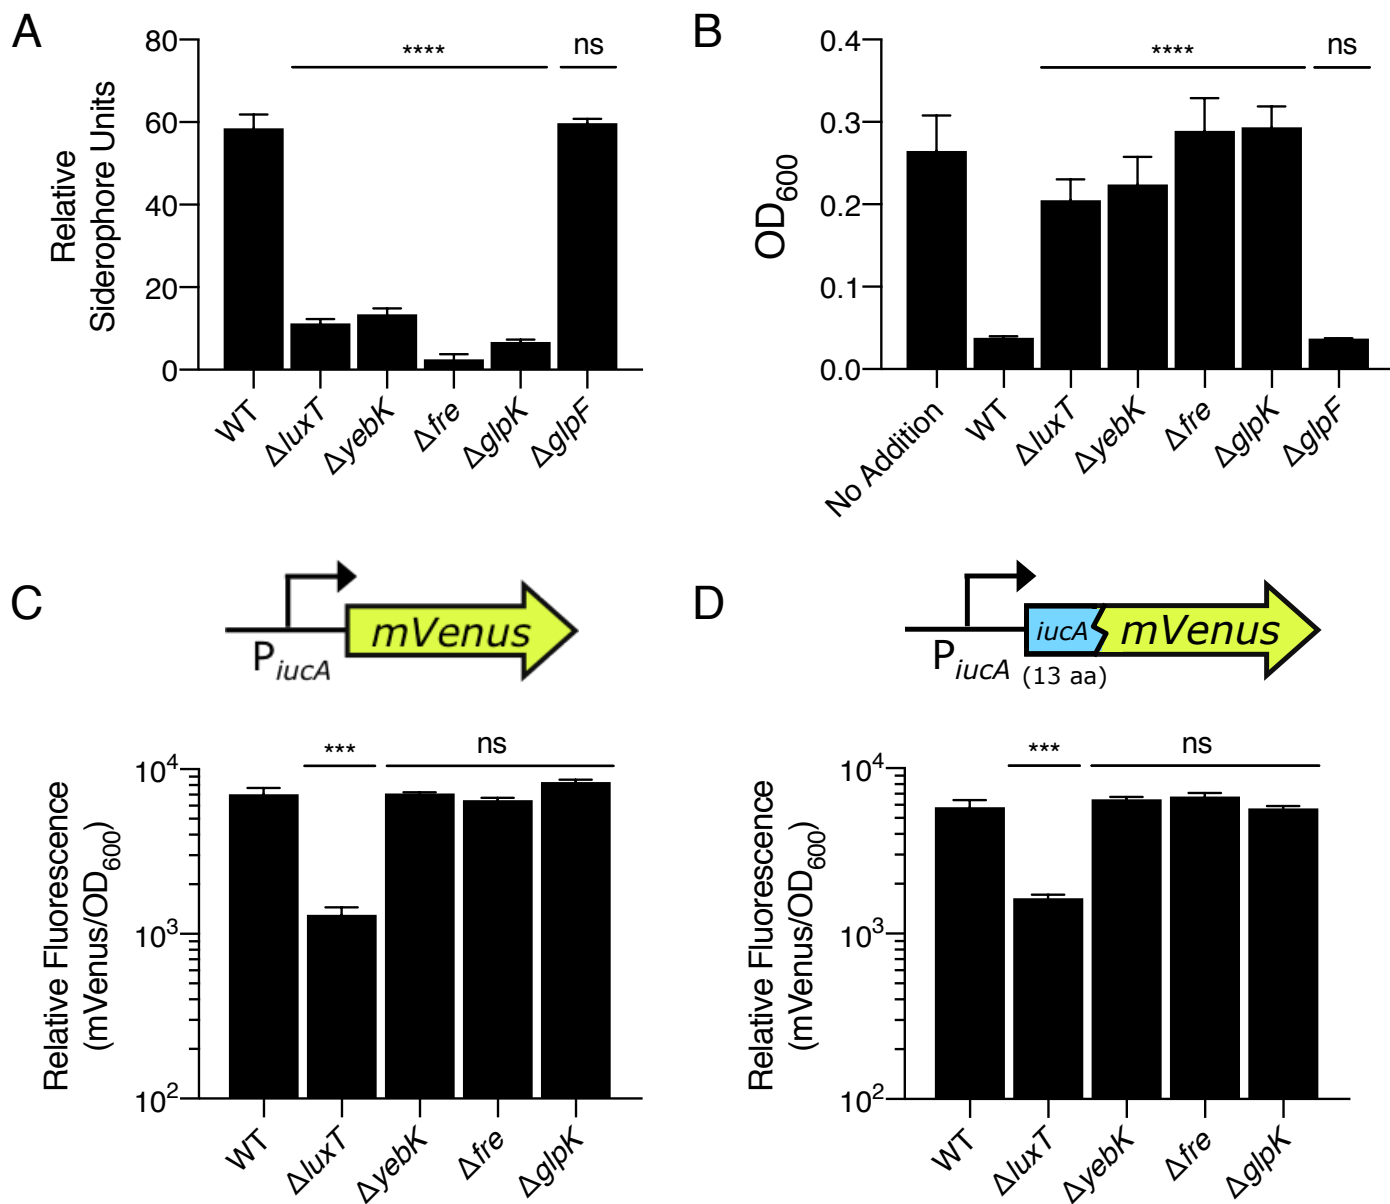 A
Relative
Siderophore Units
80
60
40
20
0
****
ns
WT
ΔluxT
ΔyebK
Δfre
ΔglpK
ΔglpF
B
OD600
0.4
0.3
0.2
0.1
0.0
****
ns
No Addition
WT
ΔluxT
ΔyebK
Δfre
ΔglpK
ΔglpF
C
PiucA
mVenus
Relative Fluorescence
(mVenus/OD600)
10^4
10^3
10^2
***
ns
WT
ΔluxT
ΔyebK
Δfre
ΔglpK
D
PiucA
iucA
(13 aa)
mVenus
Relative Fluorescence
(mVenus/OD600)
10^4
10^3
10^2
***
ns
WT
ΔluxT
ΔyebK
Δfre
ΔglpK